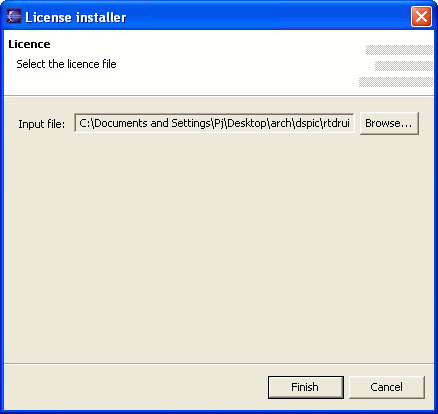 License installer
Licence
Select the licence file
Input file: C:\Documents and Settings\Pj\Desktop\arch\dspic\rtdrui Browse...
Finish Cancel